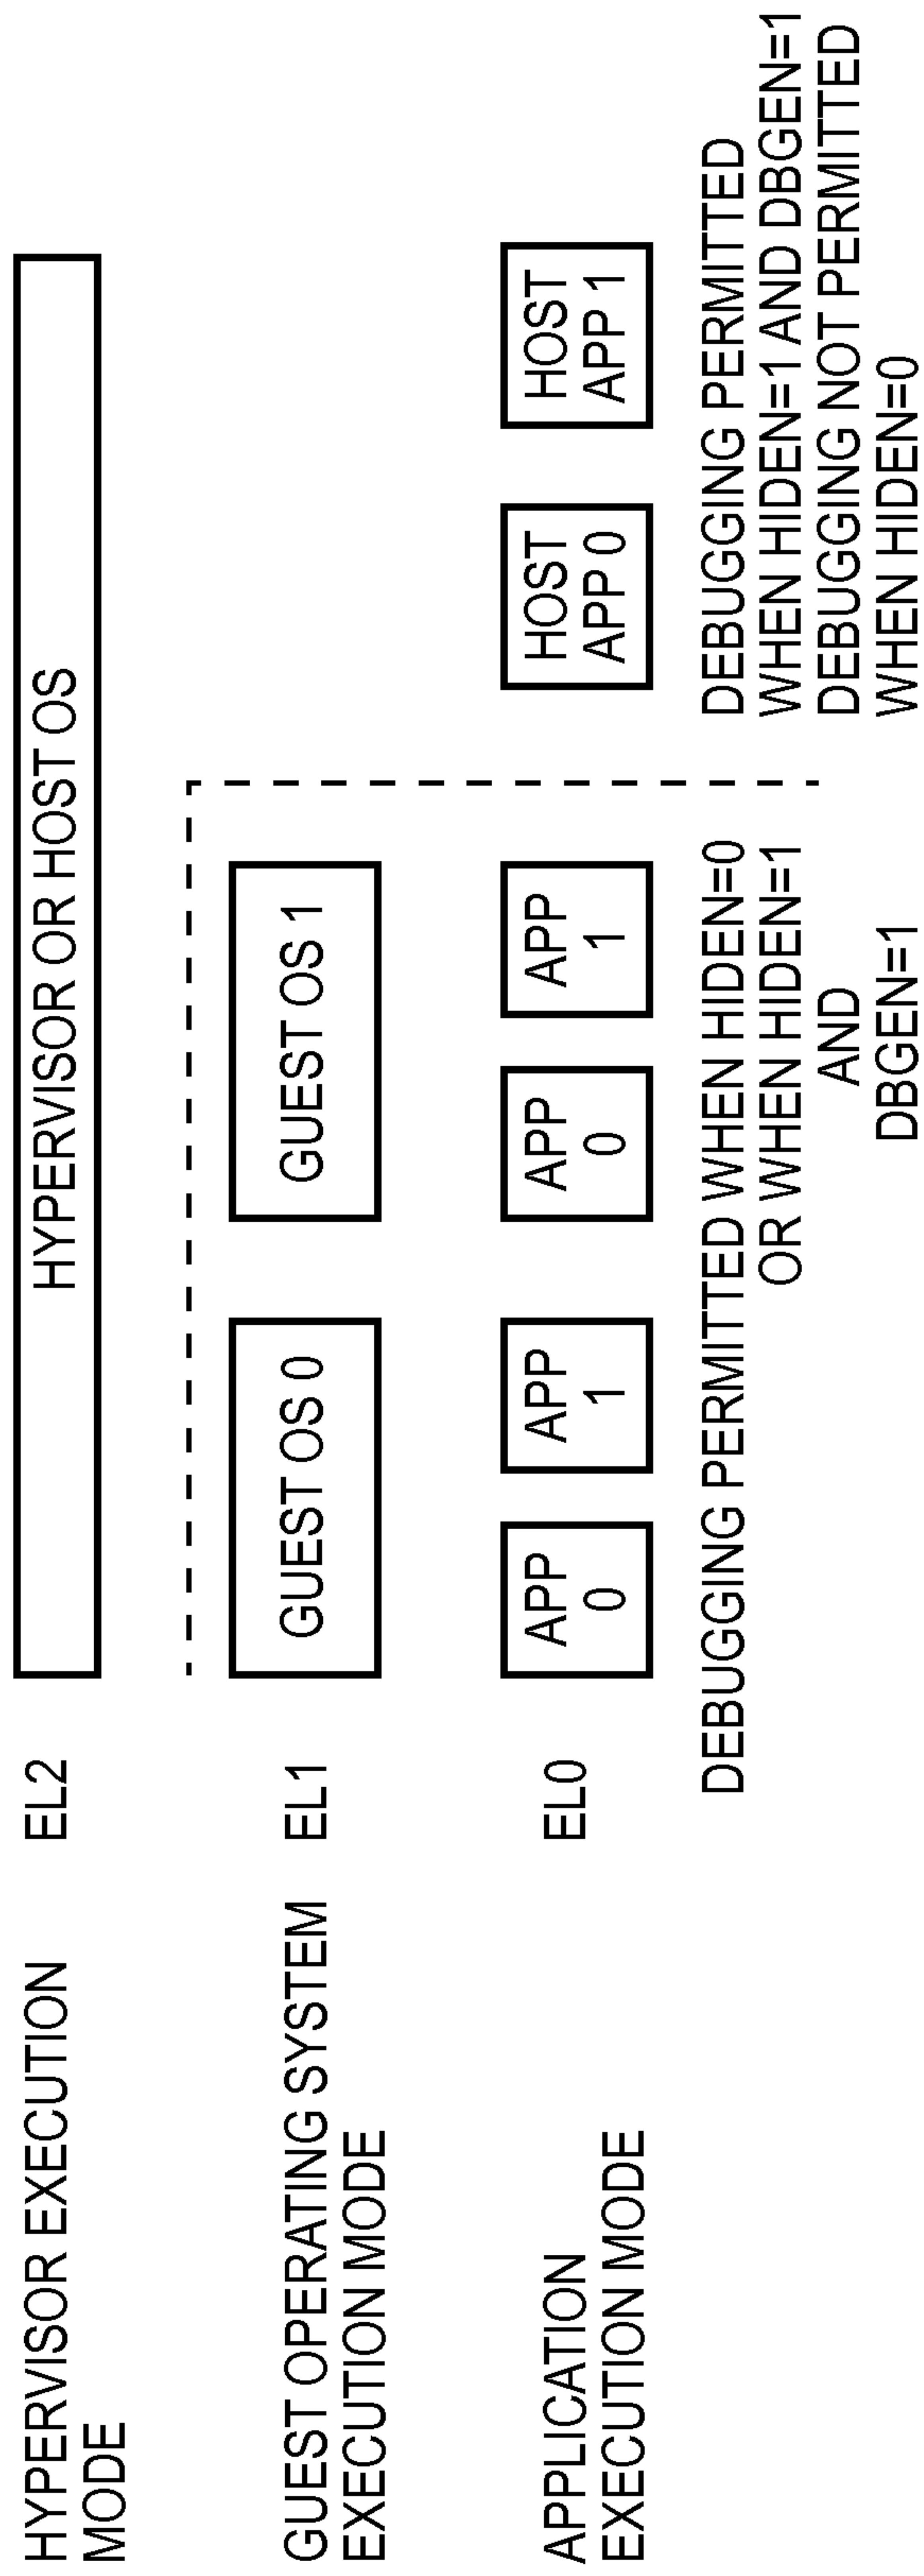 HYPERVISOR EXECUTION
MODE
EL2
HYPERVISOR OR HOST OS
GUEST OPERATING SYSTEM
EXECUTION MODE
EL1
GUEST OS 0
GUEST OS 1
APPLICATION
EXECUTION MODE
EL0
APP
0
APP
1
APP
0
APP
1
HOST
APP 0
HOST
APP 1
DEBUGGING PERMITTED WHEN HIDEN=0
OR WHEN HIDEN=1
AND
DBGEN=1
DEBUGGING PERMITTED
WHEN HIDEN=1 AND DBGEN=1
DEBUGGING NOT PERMITTED
WHEN HIDEN=0